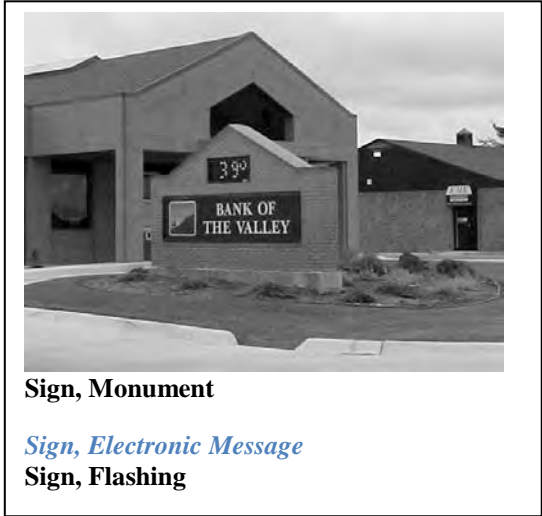 39°
BANK OF
THE VALLEY
Sign, Monument
Sign, Electronic Message
Sign, Flashing